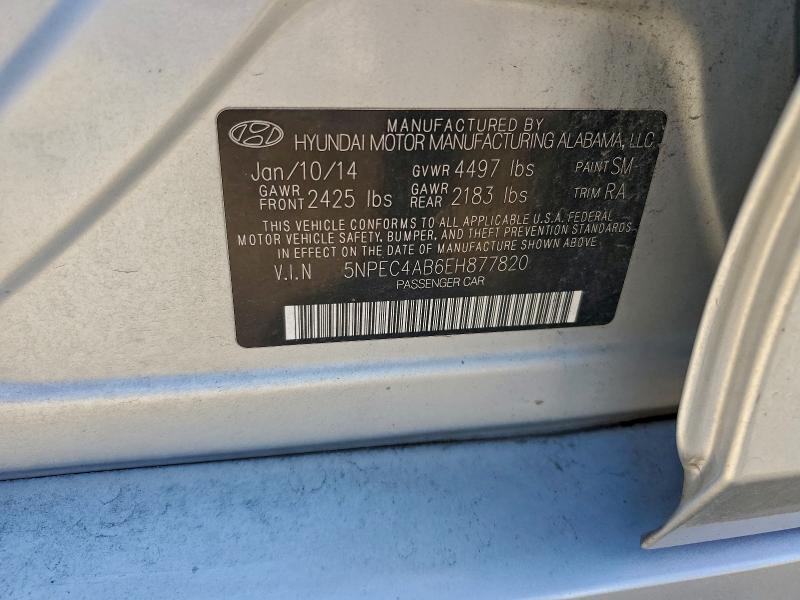 MANUFACTURED BY
HYUNDAI MOTOR MANUFACTURING ALABAMA, LLC
Jan/10/14 GVWR 4497 lbs PAINT SM
GAWR FRONT 2425 lbs GAWR REAR 2183 lbs TRIM RA
THIS VEHICLE CONFORMS TO ALL APPLICABLE U.S.A. FEDERAL
MOTOR VEHICLE SAFETY, BUMPER, AND THEFT PREVENTION STANDARDS
IN EFFECT ON THE DATE OF MANUFACTURE SHOWN ABOVE.
V.I.N 5NPEC4AB6EH877820
PASSENGER CAR